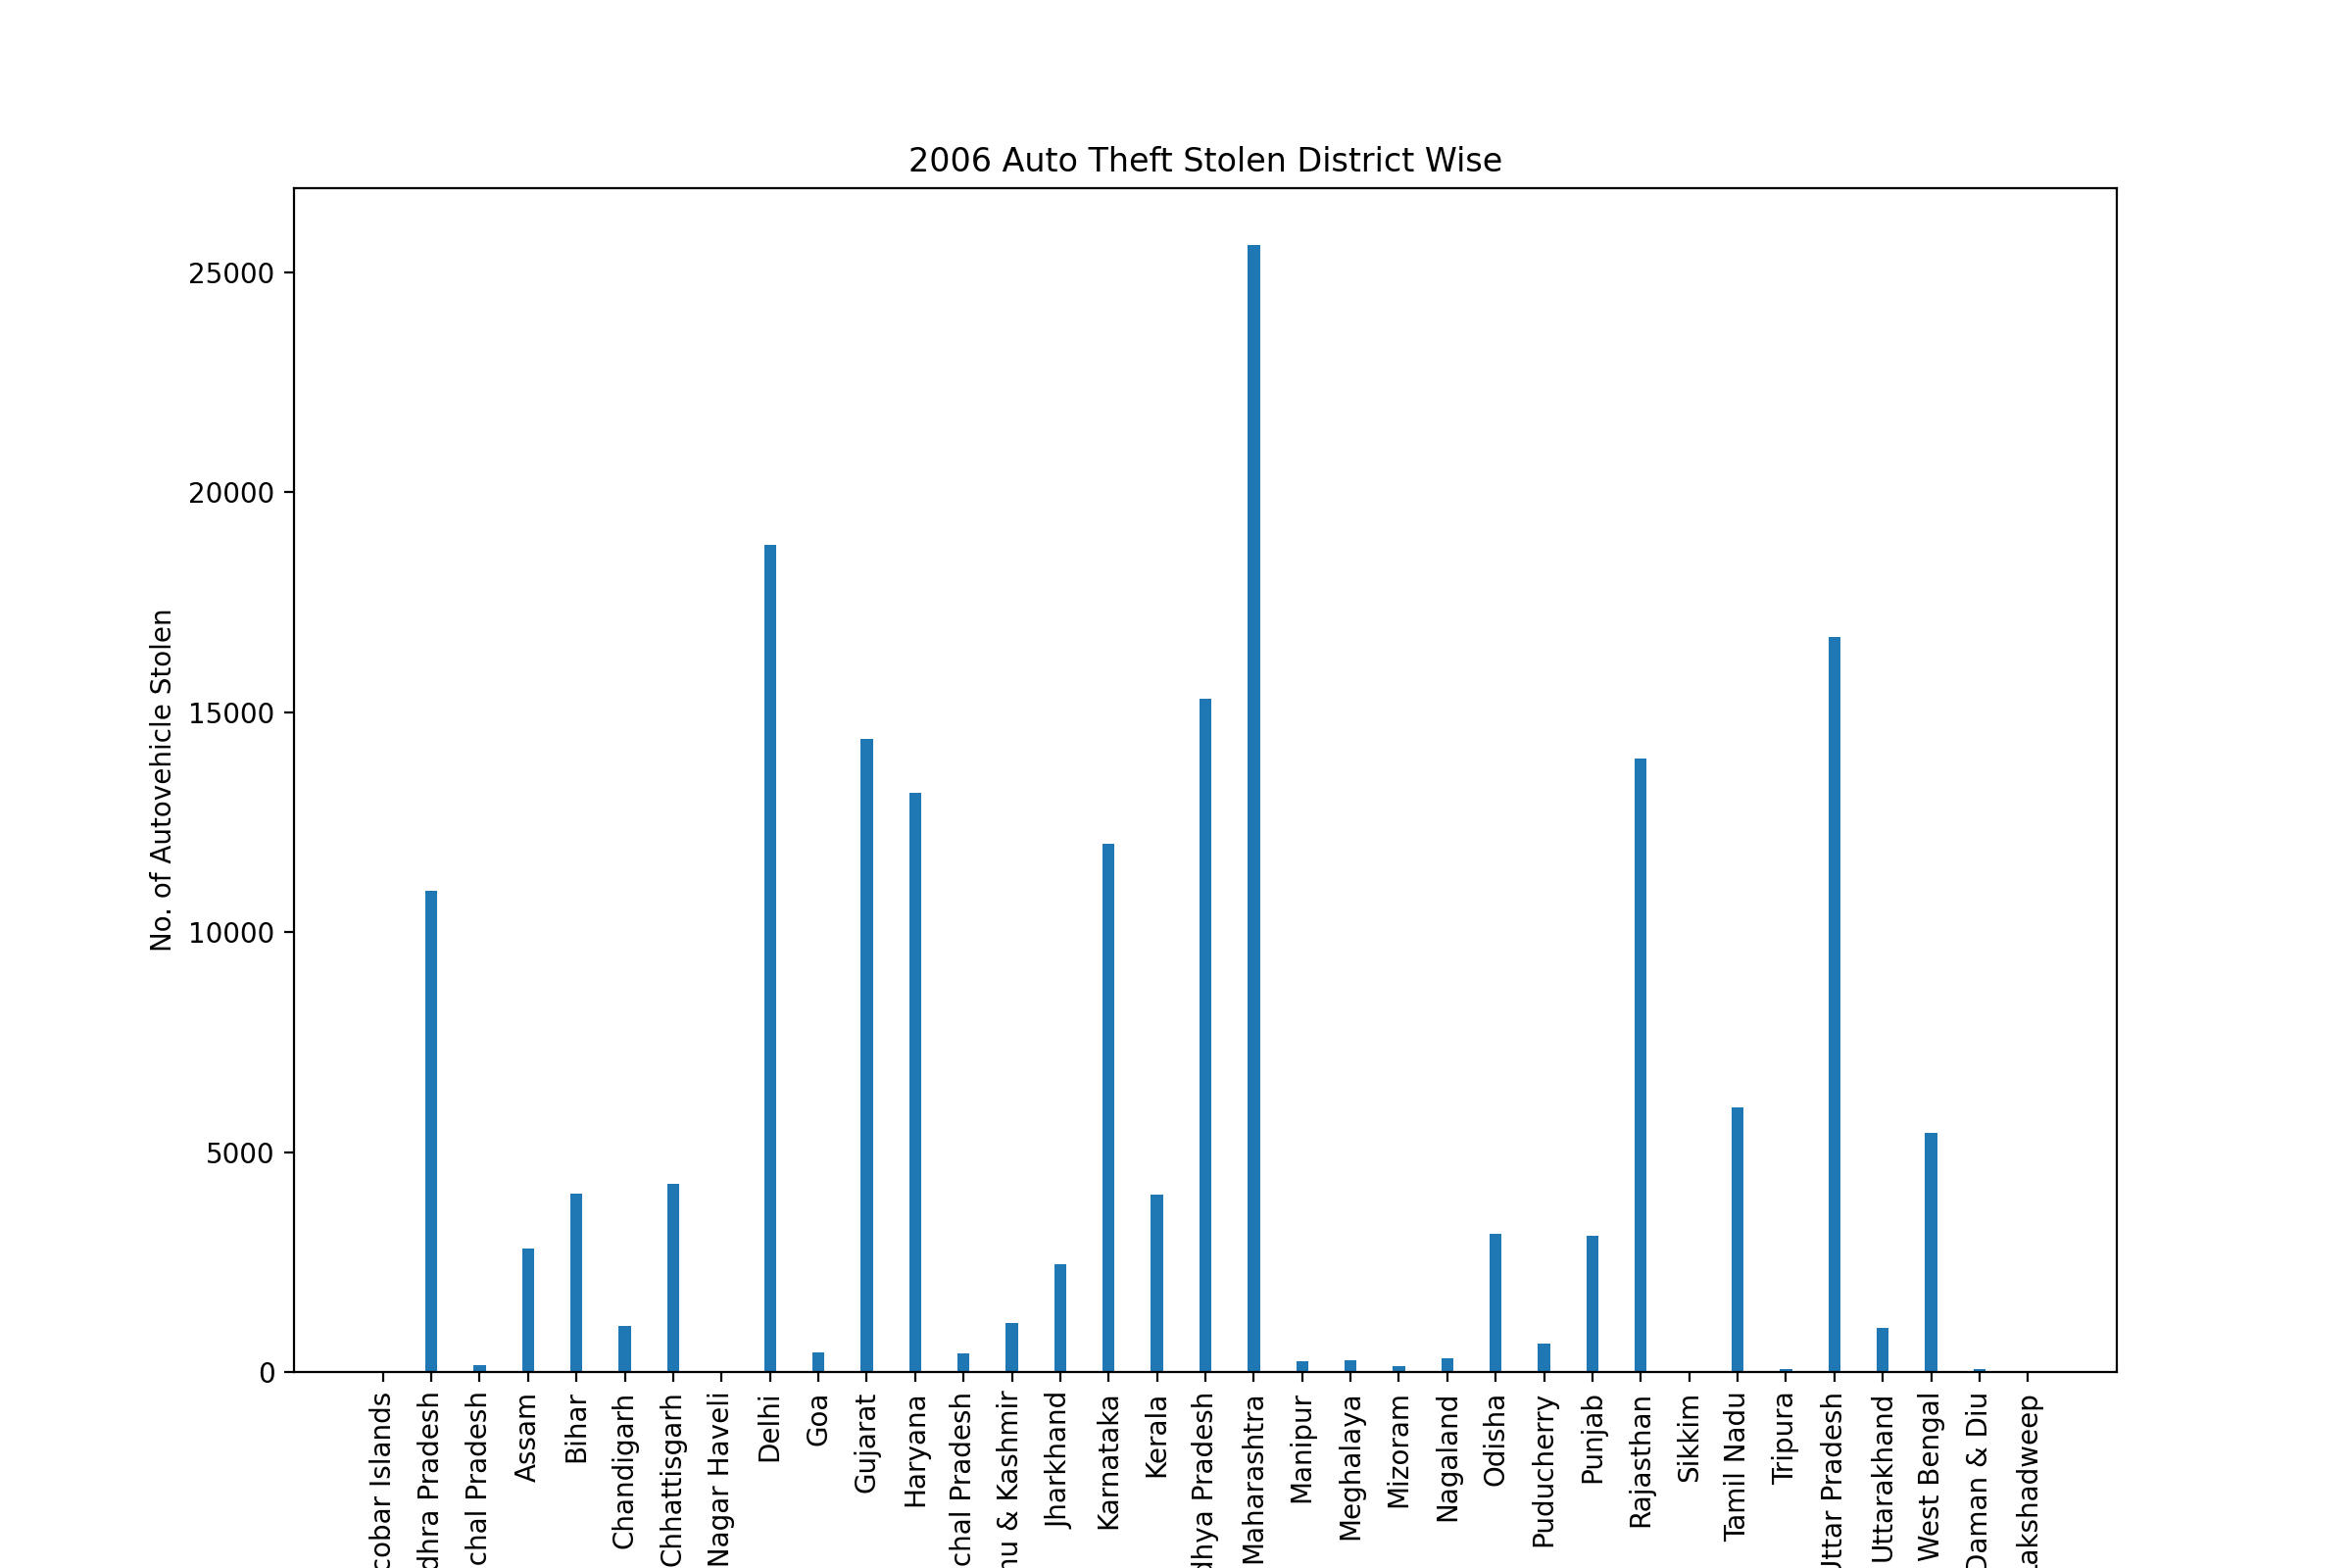 2006 Auto Theft Stolen District Wise
No. of Autovehicle Stolen
25000
20000
15000
10000
5000
0
cobar Islands
dhra Pradesh
chal Pradesh
Assam
Bihar
Chandigarh
Chhattisgarh
Nagar Haveli
Delhi
Goa
Gujarat
Haryana
chal Pradesh
& Kashmir
Jharkhand
Karnataka
Kerala
dhya Pradesh
Maharashtra
Manipur
Meghalaya
Mizoram
Nagaland
Odisha
Puducherry
Punjab
Rajasthan
Sikkim
Tamil Nadu
Tripura
Uttar Pradesh
Uttarakhand
West Bengal
Daman & Diu
akshadweep